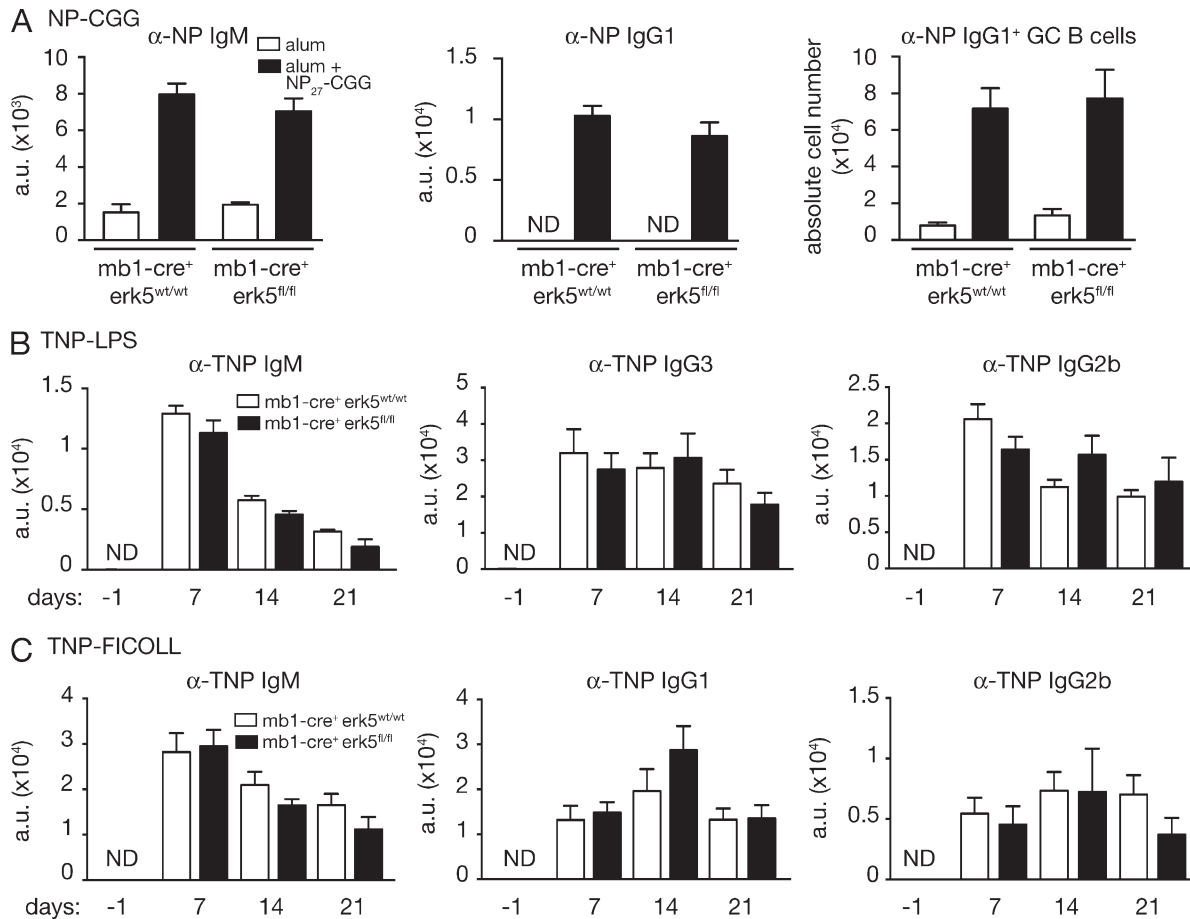 A NP-CGG
α-NP IgM
alum
alum +
NP27-CGG
10
8
6
4
2
0
a.u. (x10³)
mb1-cre+ mb1-cre+
erk5wt/wt erk5fl/fl
α-NP IgG1
1.5
1
0.5
0
a.u. (x10⁴)
ND ND
mb1-cre+ mb1-cre+
erk5wt/wt erk5fl/fl
α-NP IgG1+ GC B cells
10
8
6
4
2
0
absolute cell number
(x10⁴)
mb1-cre+ mb1-cre+
erk5wt/wt erk5fl/fl
B TNP-LPS
α-TNP IgM
mb1-cre+ erk5wt/wt
mb1-cre+ erk5fl/fl
1.5
1
0.5
0
a.u. (x10⁴)
ND
days: -1 7 14 21
α-TNP IgG3
5
4
3
2
1
0
a.u. (x10⁴)
ND
-1 7 14 21
α-TNP IgG2b
2.5
2
1.5
1
0.5
0
a.u. (x10⁴)
ND
-1 7 14 21
C TNP-FICOLL
α-TNP IgM
mb1-cre+ erk5wt/wt
mb1-cre+ erk5fl/fl
4
3
2
1
0
a.u. (x10⁴)
ND
days: -1 7 14 21
α-TNP IgG1
4
3
2
1
0
a.u. (x10⁴)
ND
-1 7 14 21
α-TNP IgG2b
1.5
1
0.5
0
a.u. (x10⁴)
ND
-1 7 14 21